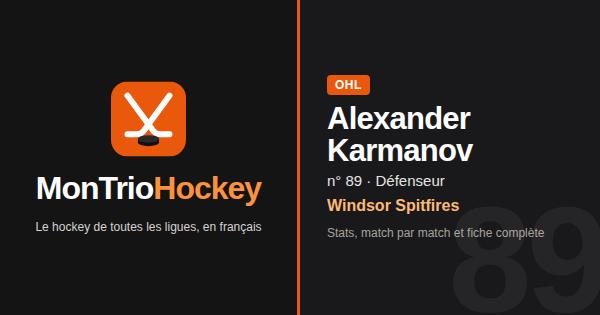 MonTrioHockey
Le hockey de toutes les ligues, en français
OHL
Alexander
Karmanov
n° 89 · Défenseur
Windsor Spitfires
Stats, match par match et fiche complète
89